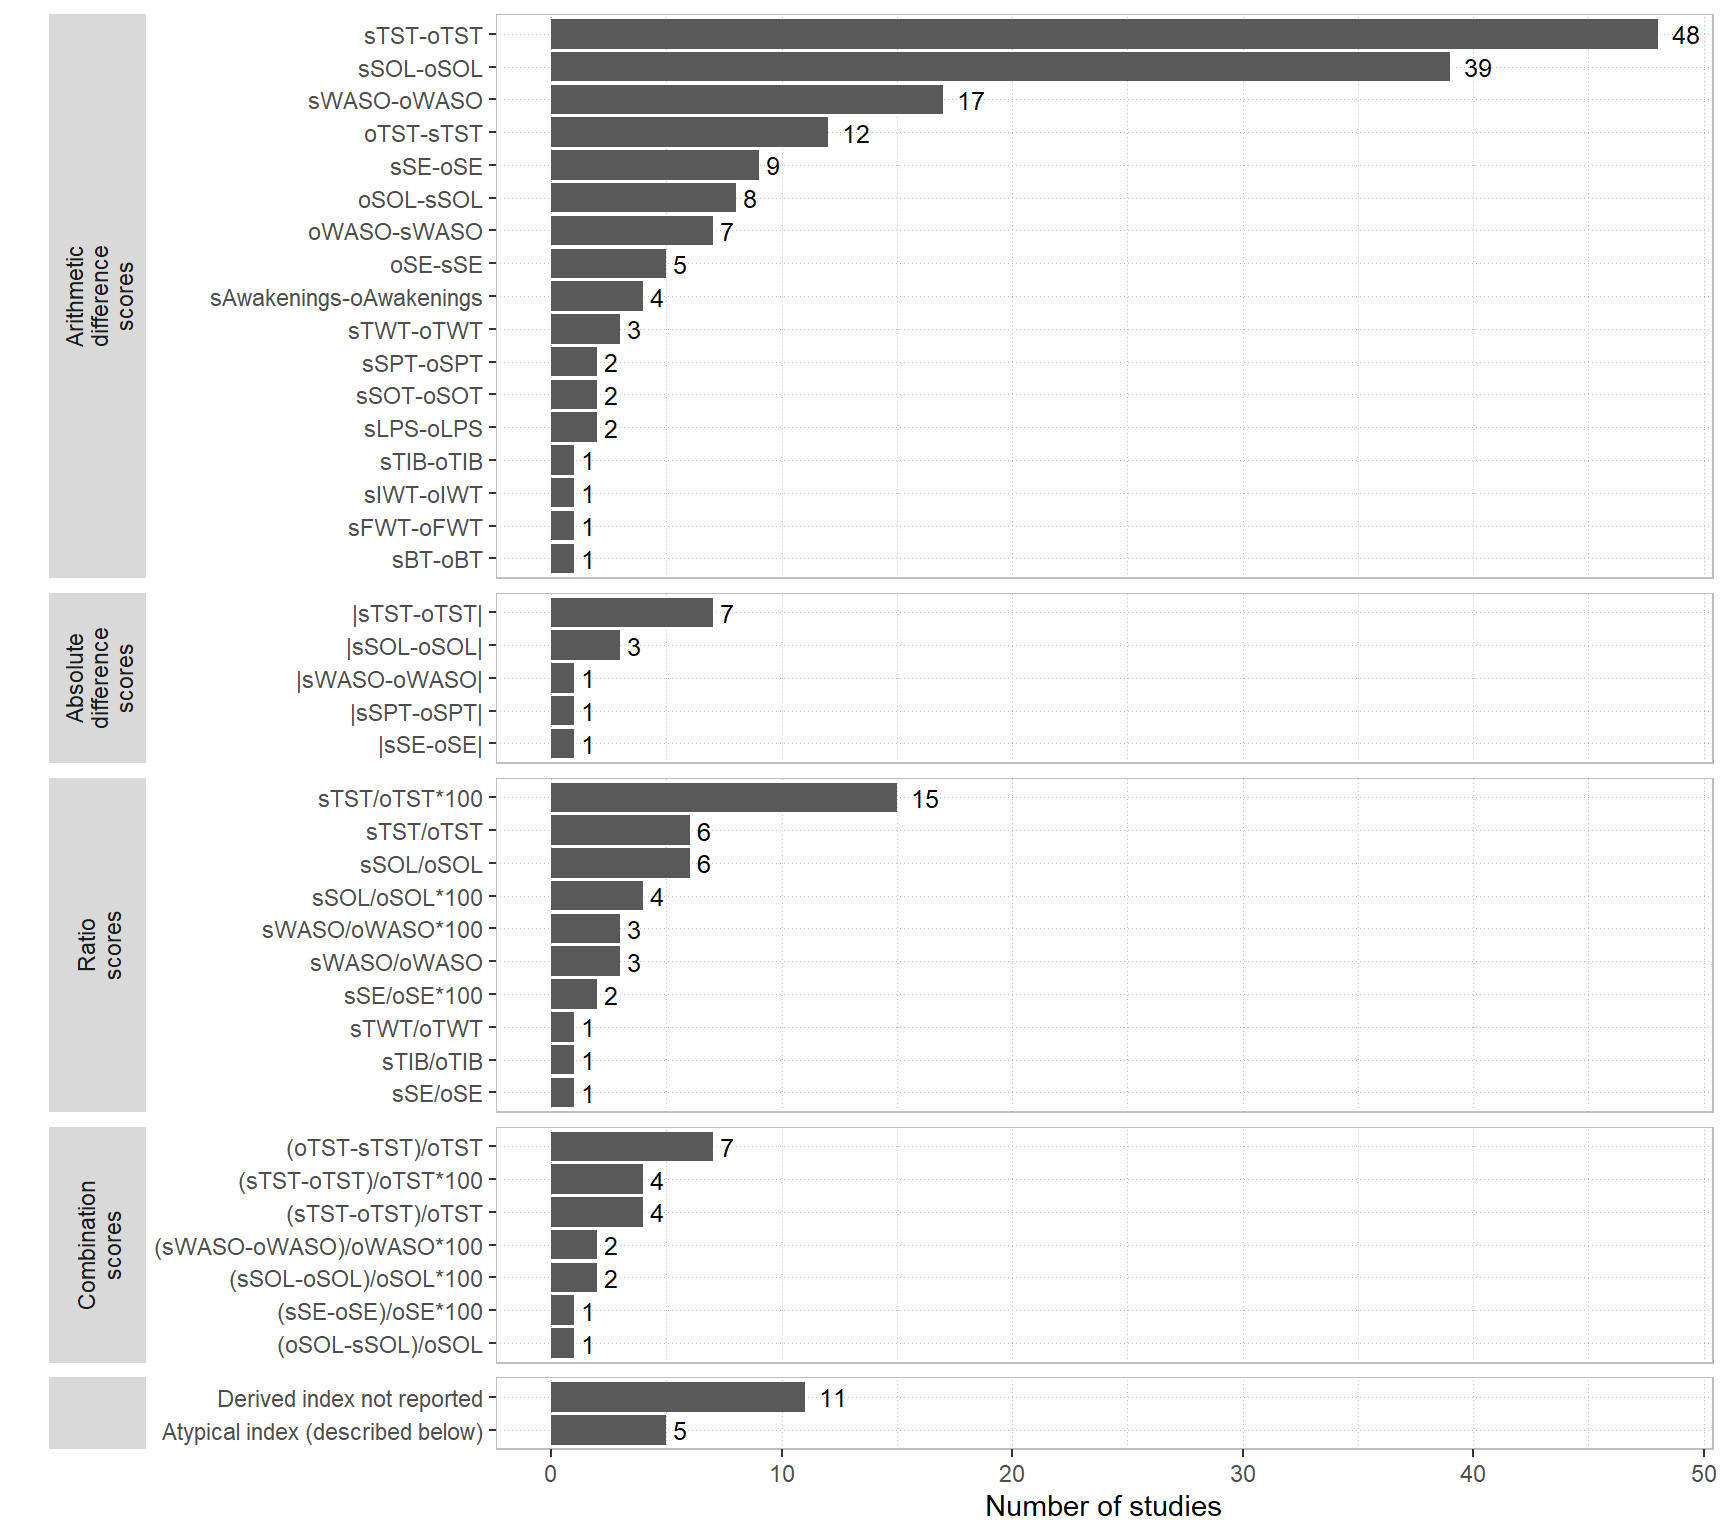 Arithmetic
difference
scores
sTST-oTST 48
sSOL-oSOL 39
sWASO-oWASO 17
oTST-sTST 12
sSE-oSE 9
oSOL-sSOL 8
oWASO-sWASO 7
oSE-sSE 5
sAwakenings-oAwakenings 4
sTWT-oTWT 3
sSPT-oSPT 2
sSOT-oSOT 2
sLPS-oLPS 2
sTIB-oTIB 1
sIWT-oIWT 1
sFWT-oFWT 1
sBT-oBT 1
Absolute
difference
scores
|sTST-oTST| 7
|sSOL-oSOL| 3
|sWASO-oWASO| 1
|sSPT-oSPT| 1
|sSE-oSE| 1
Ratio
scores
sTST/oTST*100 15
sTST/oTST 6
sSOL/oSOL 6
sSOL/oSOL*100 4
sWASO/oWASO*100 3
sWASO/oWASO 3
sSE/oSE*100 2
sTWT/oTWT 1
sTIB/oTIB 1
sSE/oSE 1
Combination
scores
(oTST-sTST)/oTST 7
(sTST-oTST)/oTST*100 4
(sTST-oTST)/oTST 4
(sWASO-oWASO)/oWASO*100 2
(sSOL-oSOL)/oSOL*100 2
(sSE-oSE)/oSE*100 1
(oSOL-sSOL)/oSOL 1
Derived index not reported 11
Atypical index (described below) 5
0 10 20 30 40 50
Number of studies